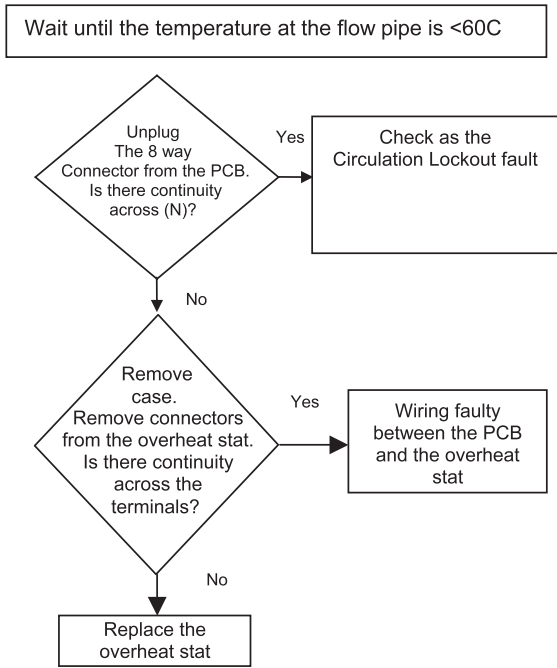 Wait until the temperature at the flow pipe is <60C
Unplug
The 8 way
Connector from the PCB.
Is there continuity
across (N)?
Yes
Check as the
Circulation Lockout fault
No
Remove
case.
Remove connectors
from the overheat stat.
Is there continuity
across the
terminals?
Yes
Wiring faulty
between the PCB
and the overheat
stat
No
Replace the
overheat stat